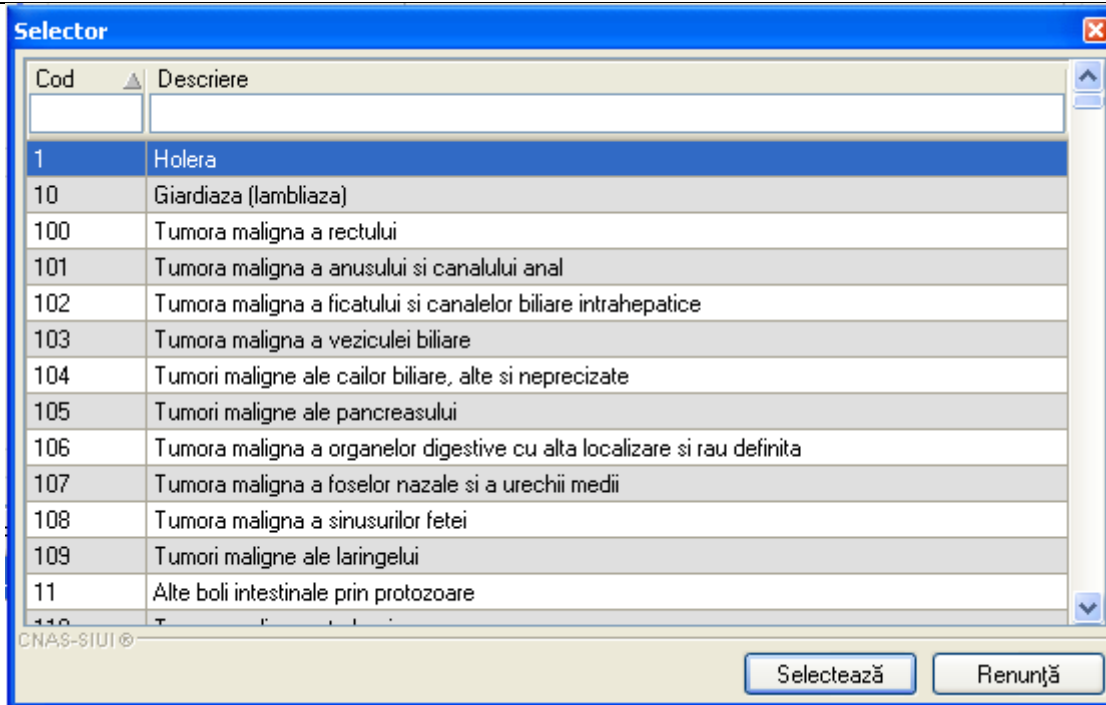 Selector
Cod Descriere
1 Holera
10 Giardiaza (lambliaza)
100 Tumora maligna a rectului
101 Tumora maligna a anusului si canalului anal
102 Tumora maligna a ficatului si canalelor biliare intrahepatice
103 Tumora maligna a veziculei biliare
104 Tumori maligne ale cailor biliare, alte si neprecizate
105 Tumori maligne ale pancreasului
106 Tumora maligna a organelor digestive cu alta localizare si rau definita
107 Tumora maligna a foselor nazale si a urechii medii
108 Tumora maligna a sinusurilor fetei
109 Tumori maligne ale laringelui
11 Alte boli intestinale prin protozoare
CNAS-SIUI ®
Selectează Renunţă